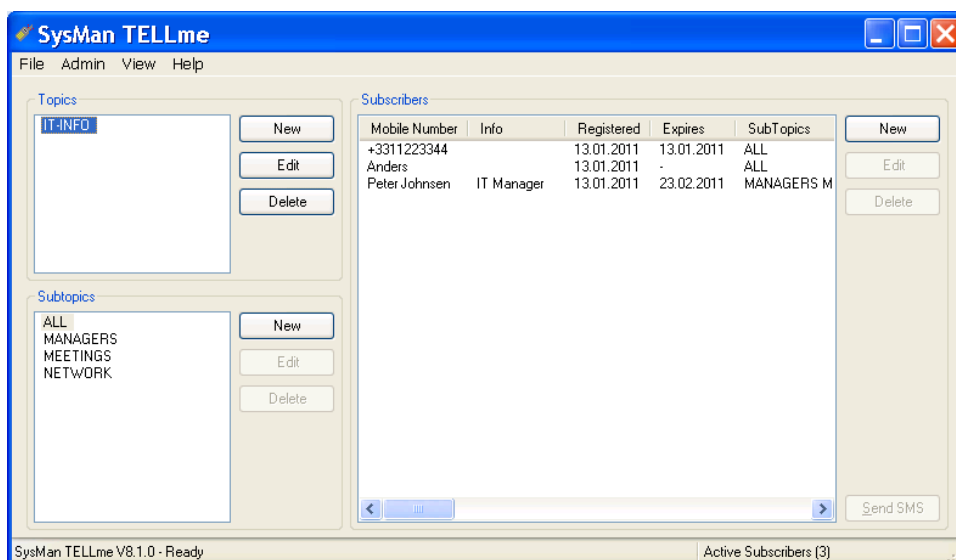 SysMan TELLme
File Admin View Help
Topics
IT-INFO
New
Edit
Delete
Subtopics
ALL
MANAGERS
MEETINGS
NETWORK
New
Edit
Delete
Subscribers
Mobile Number Info Registered Expires SubTopics
+3311223344 13.01.2011 13.01.2011 ALL
Anders 13.01.2011 - ALL
Peter Johnsen IT Manager 13.01.2011 23.02.2011 MANAGERS M
New
Edit
Delete
Send SMS
SysMan TELLme V8.1.0 - Ready
Active Subscribers (3)